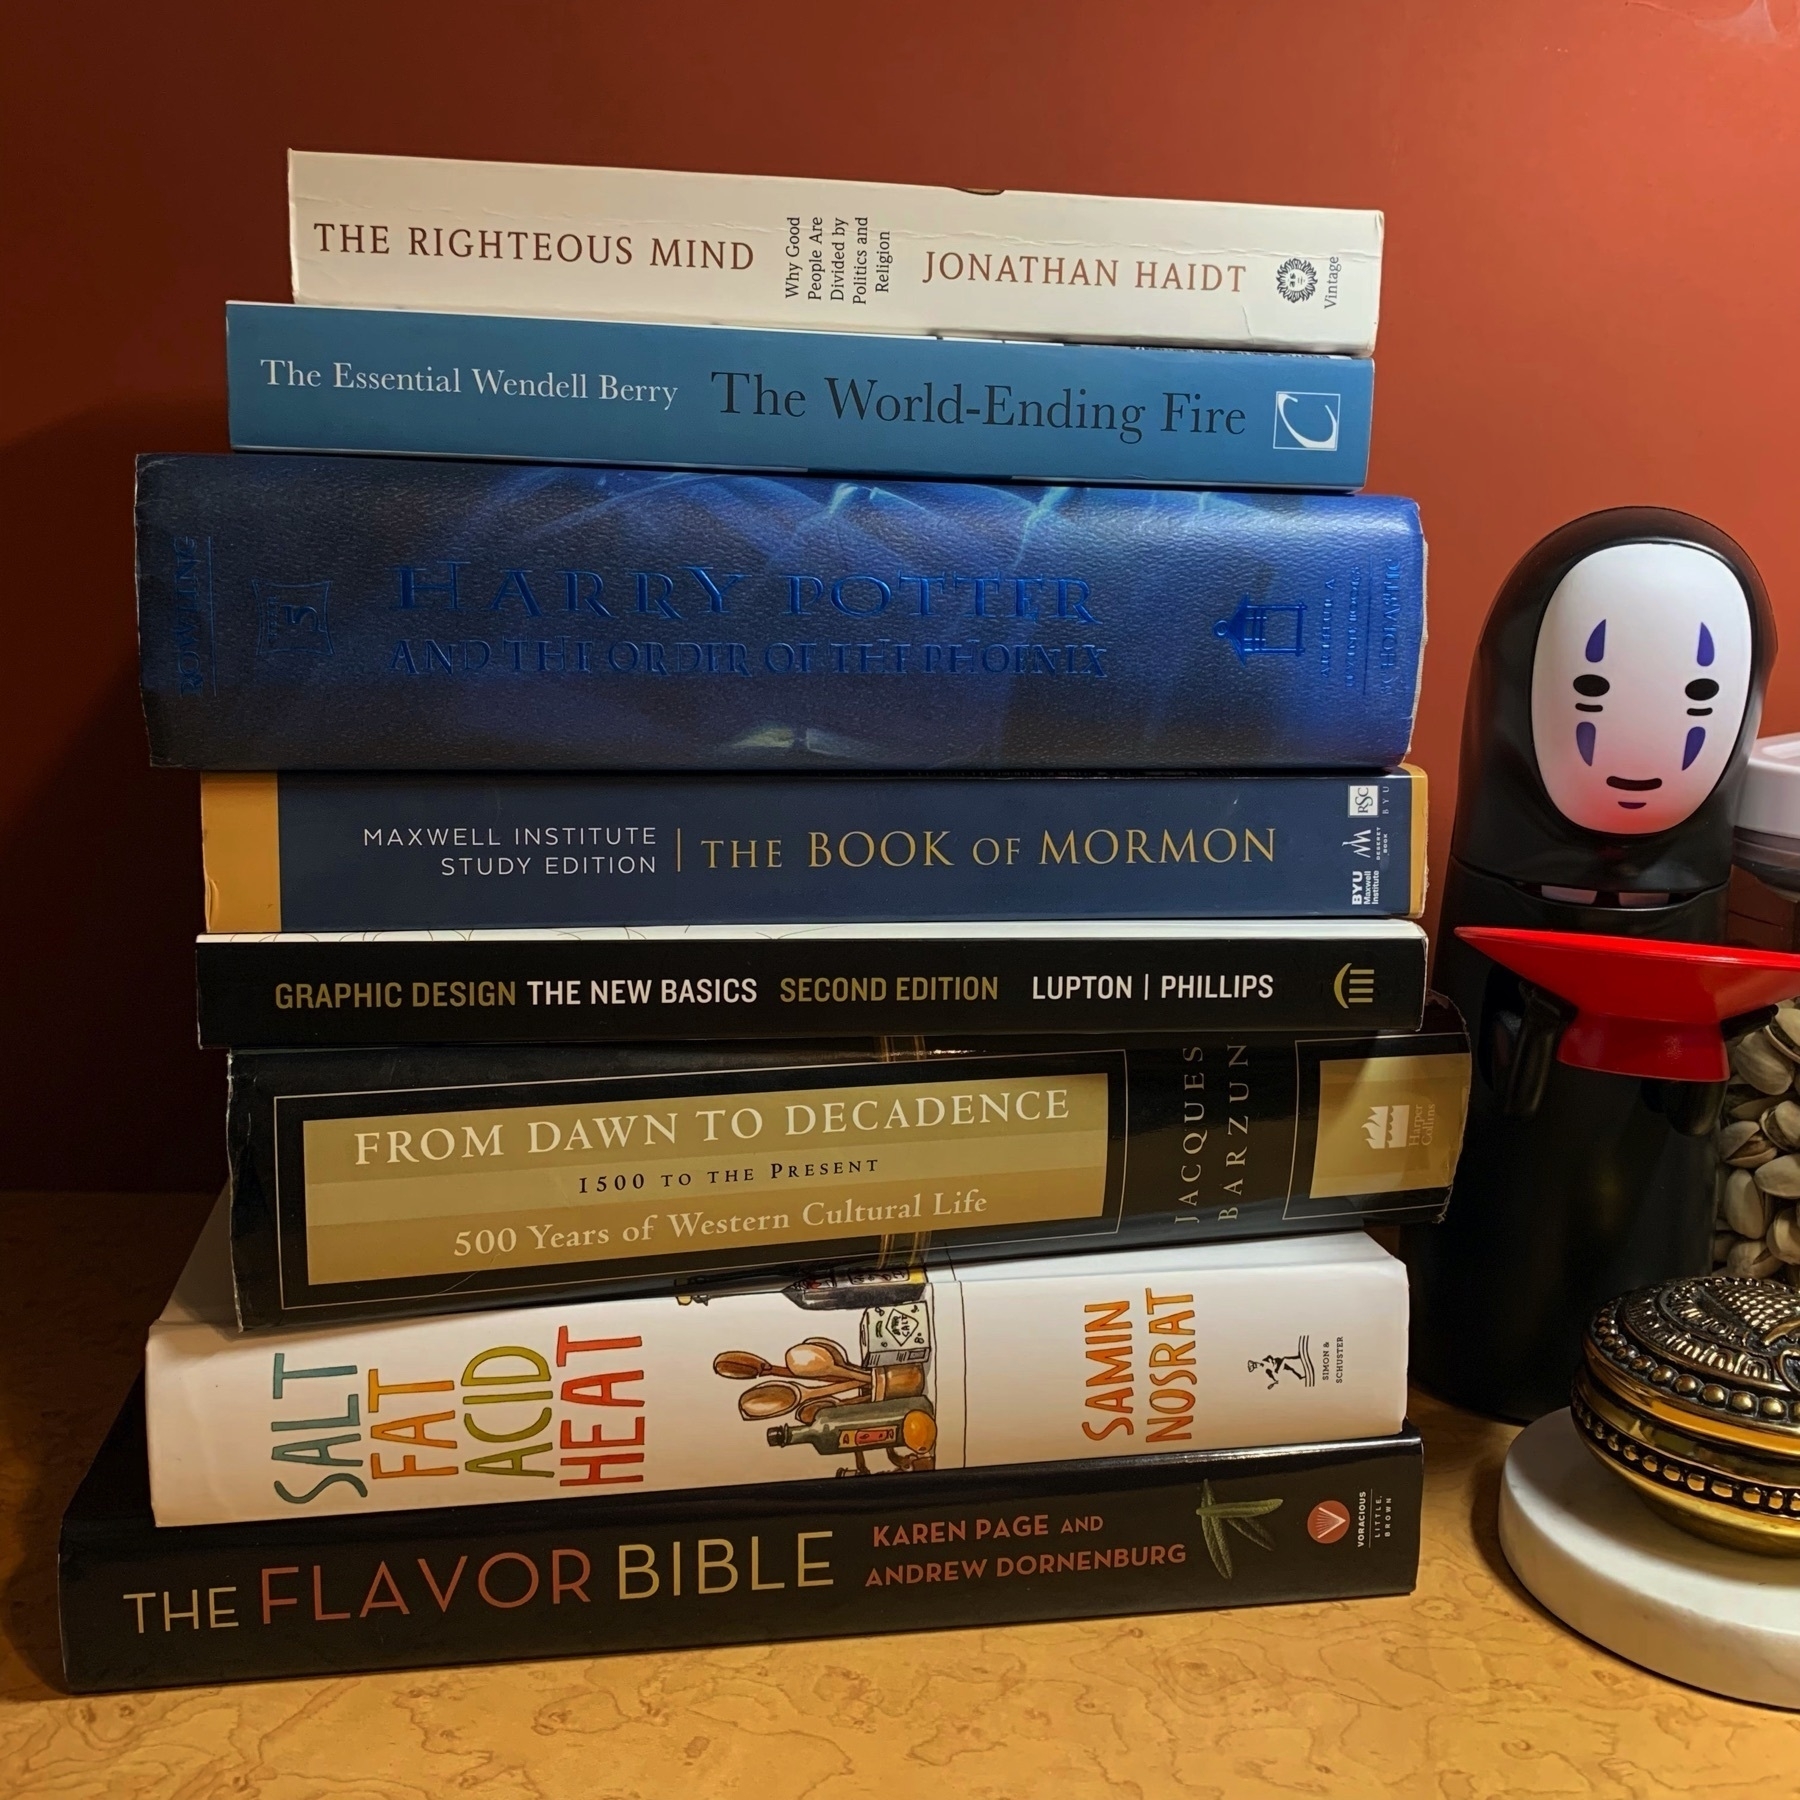 THE RIGHTEOUS MIND
Why Good
People Are
Divided by
Politics and
Religion
JONATHAN HAIDT
Vintage
The Essential Wendell Berry
The World-Ending Fire
ROWLING
HARRY POTTER
AND THE ORDER OF THE PHOENIX
MAXWELL INSTITUTE
STUDY EDITION
THE BOOK OF MORMON
RSC
BYU
DESERET
BOOK
BYU
Maxwell
Institute
GRAPHIC DESIGN THE NEW BASICS SECOND EDITION LUPTON | PHILLIPS
FROM DAWN TO DECADENCE
1500 TO THE PRESENT
500 Years of Western Cultural Life
JACQUES
BARZUN
Harper
Collins
SALT
FAT
ACID
HEAT
SALT
SAMIN
NOSRAT
SIMON &
SCHUSTER
THE FLAVOR BIBLE
KAREN PAGE AND
ANDREW DORNENBURG
VORACIOUS
LITTLE,
BROWN